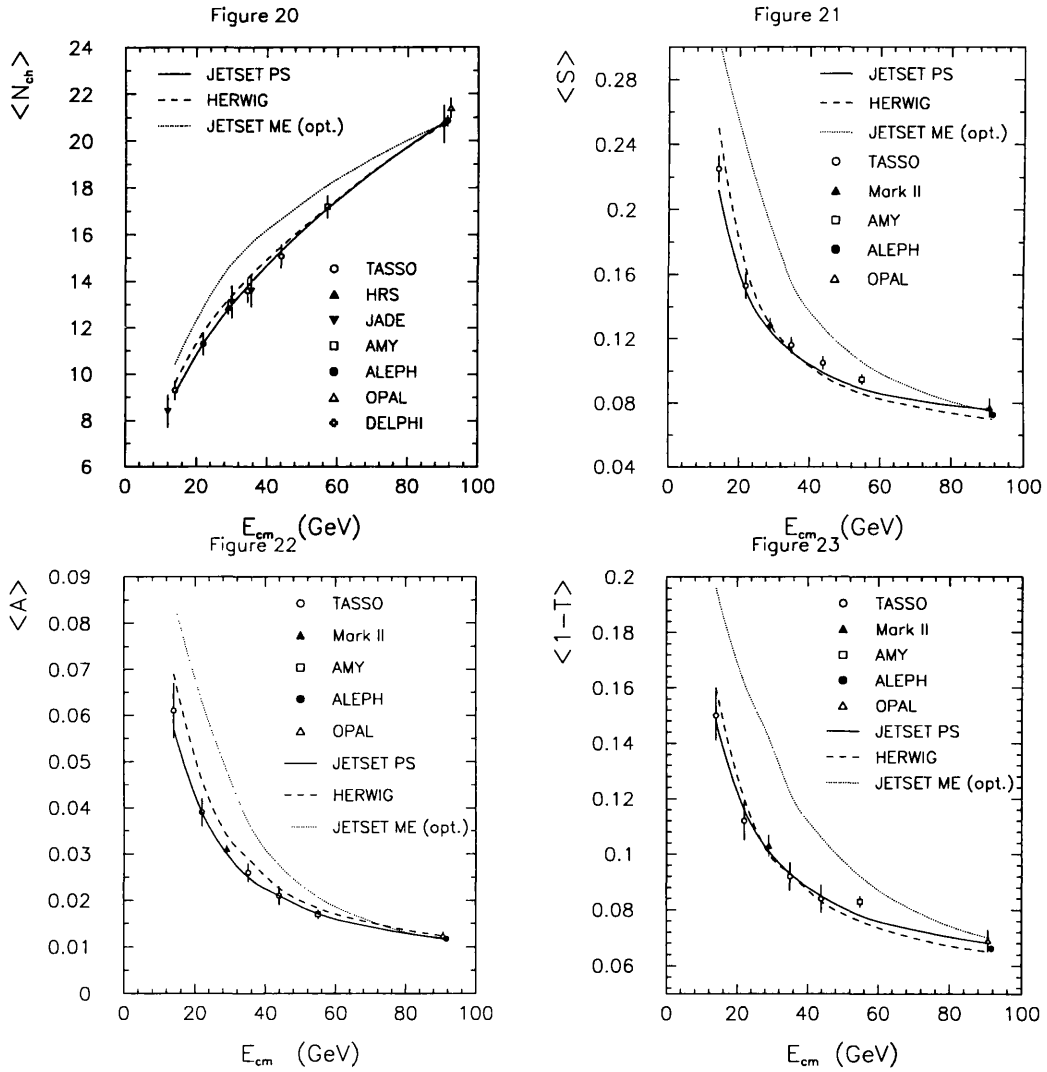 Figure 20
<N_ch>
24
22
20
18
16
14
12
10
8
6
JETSET PS
HERWIG
JETSET ME (opt.)
TASSO
HRS
JADE
AMY
ALEPH
OPAL
DELPHI
0 20 40 60 80 100
E_cm (GeV)
Figure 21
<S>
0.28
0.24
0.2
0.16
0.12
0.08
0.04
JETSET PS
HERWIG
JETSET ME (opt.)
TASSO
Mark II
AMY
ALEPH
OPAL
0 20 40 60 80 100
E_cm (GeV)
Figure 22
<A>
0.09
0.08
0.07
0.06
0.05
0.04
0.03
0.02
0.01
0
TASSO
Mark II
AMY
ALEPH
OPAL
JETSET PS
HERWIG
JETSET ME (opt.)
0 20 40 60 80 100
E_cm (GeV)
Figure 23
<1-T>
0.2
0.18
0.16
0.14
0.12
0.1
0.08
0.06
TASSO
Mark II
AMY
ALEPH
OPAL
JETSET PS
HERWIG
JETSET ME (opt.)
0 20 40 60 80 100
E_cm (GeV)